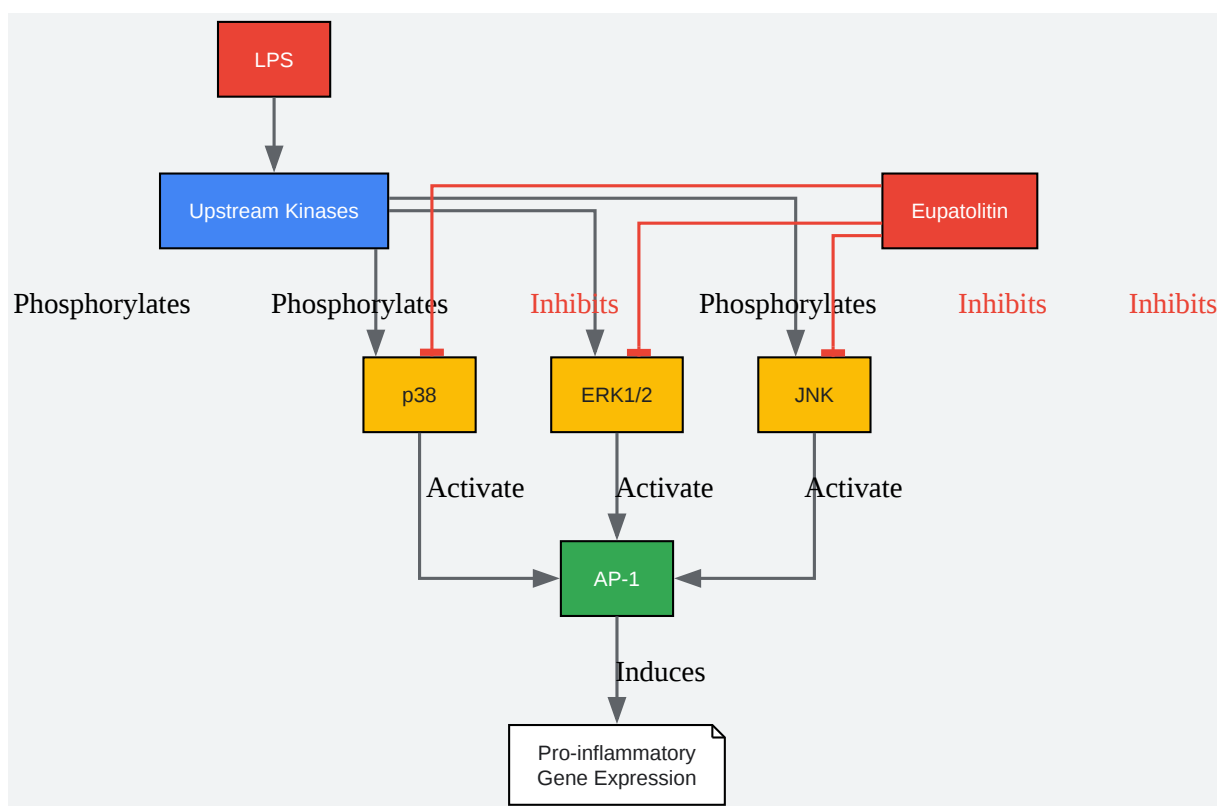 LPS
Upstream Kinases
Eupatolitin
Phosphorylates
Phosphorylates
Inhibits
Phosphorylates
Inhibits
Inhibits
p38
ERK1/2
JNK
Activate
Activate
Activate
AP-1
Induces
Pro-inflammatory
Gene Expression